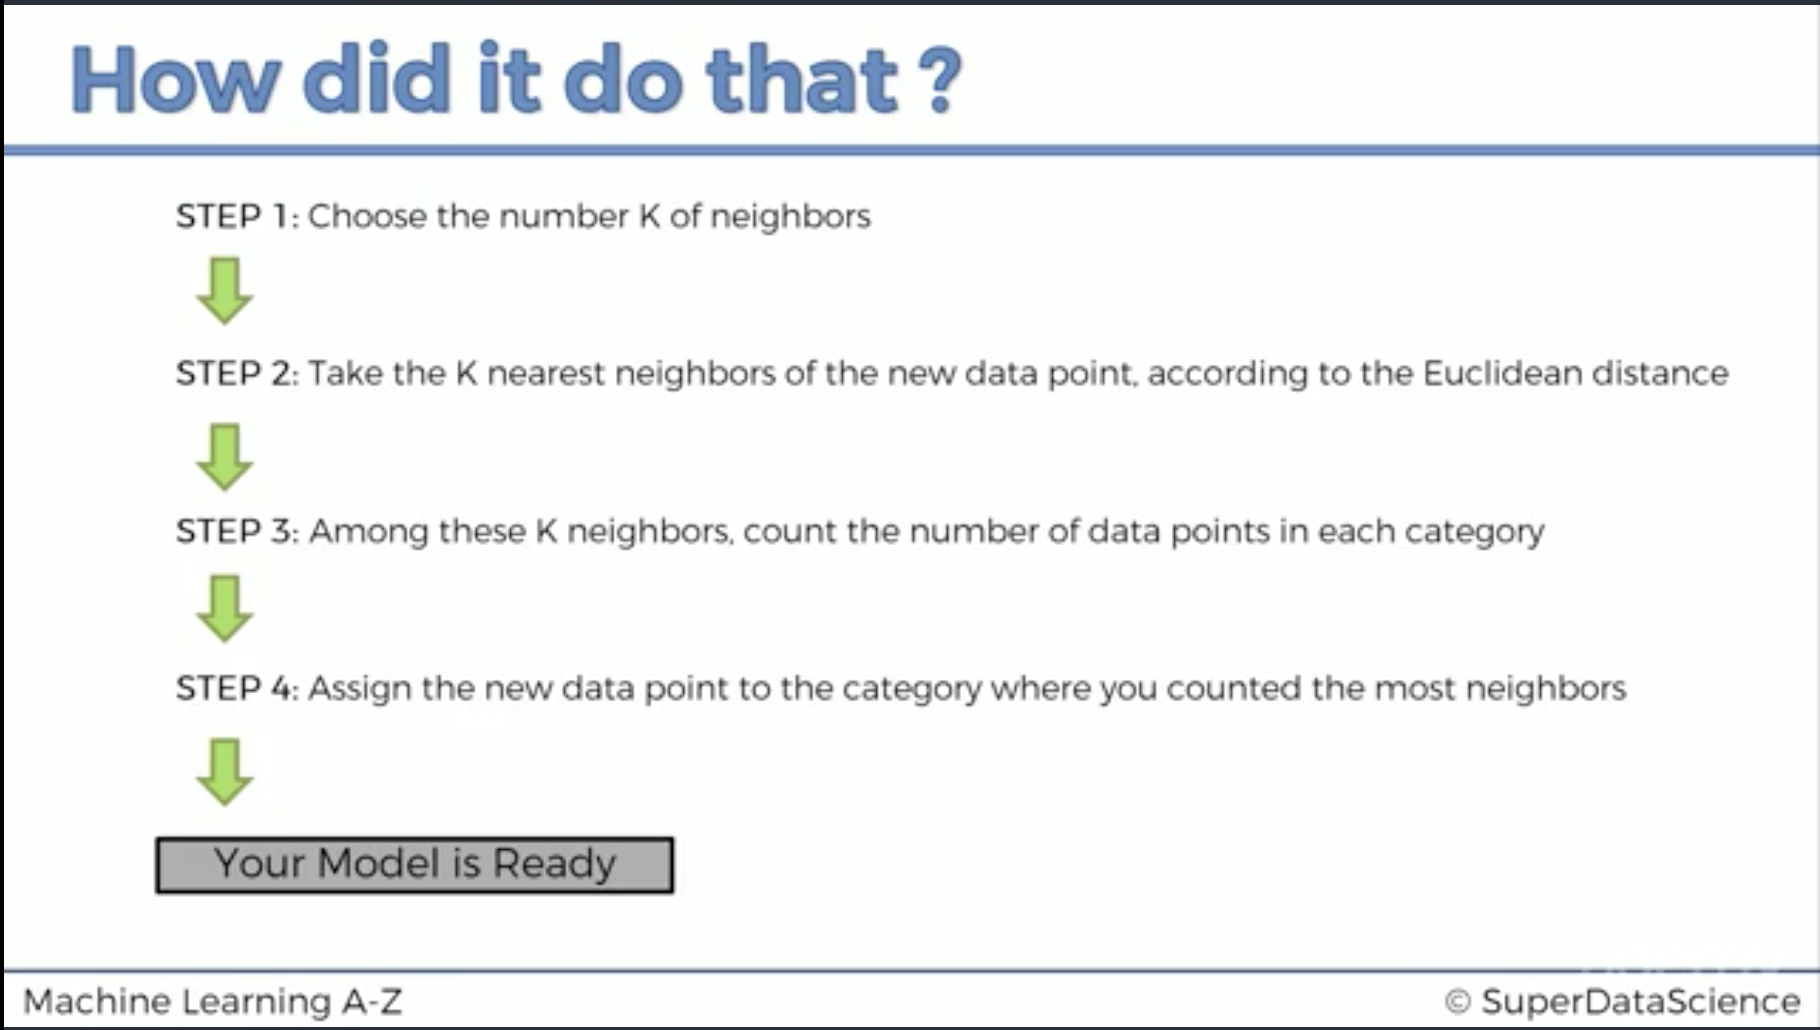 How did it do that ?
STEP 1: Choose the number K of neighbors
STEP 2: Take the K nearest neighbors of the new data point, according to the Euclidean distance
STEP 3: Among these K neighbors, count the number of data points in each category
STEP 4: Assign the new data point to the category where you counted the most neighbors
Your Model is Ready
Machine Learning A-Z
© SuperDataScience